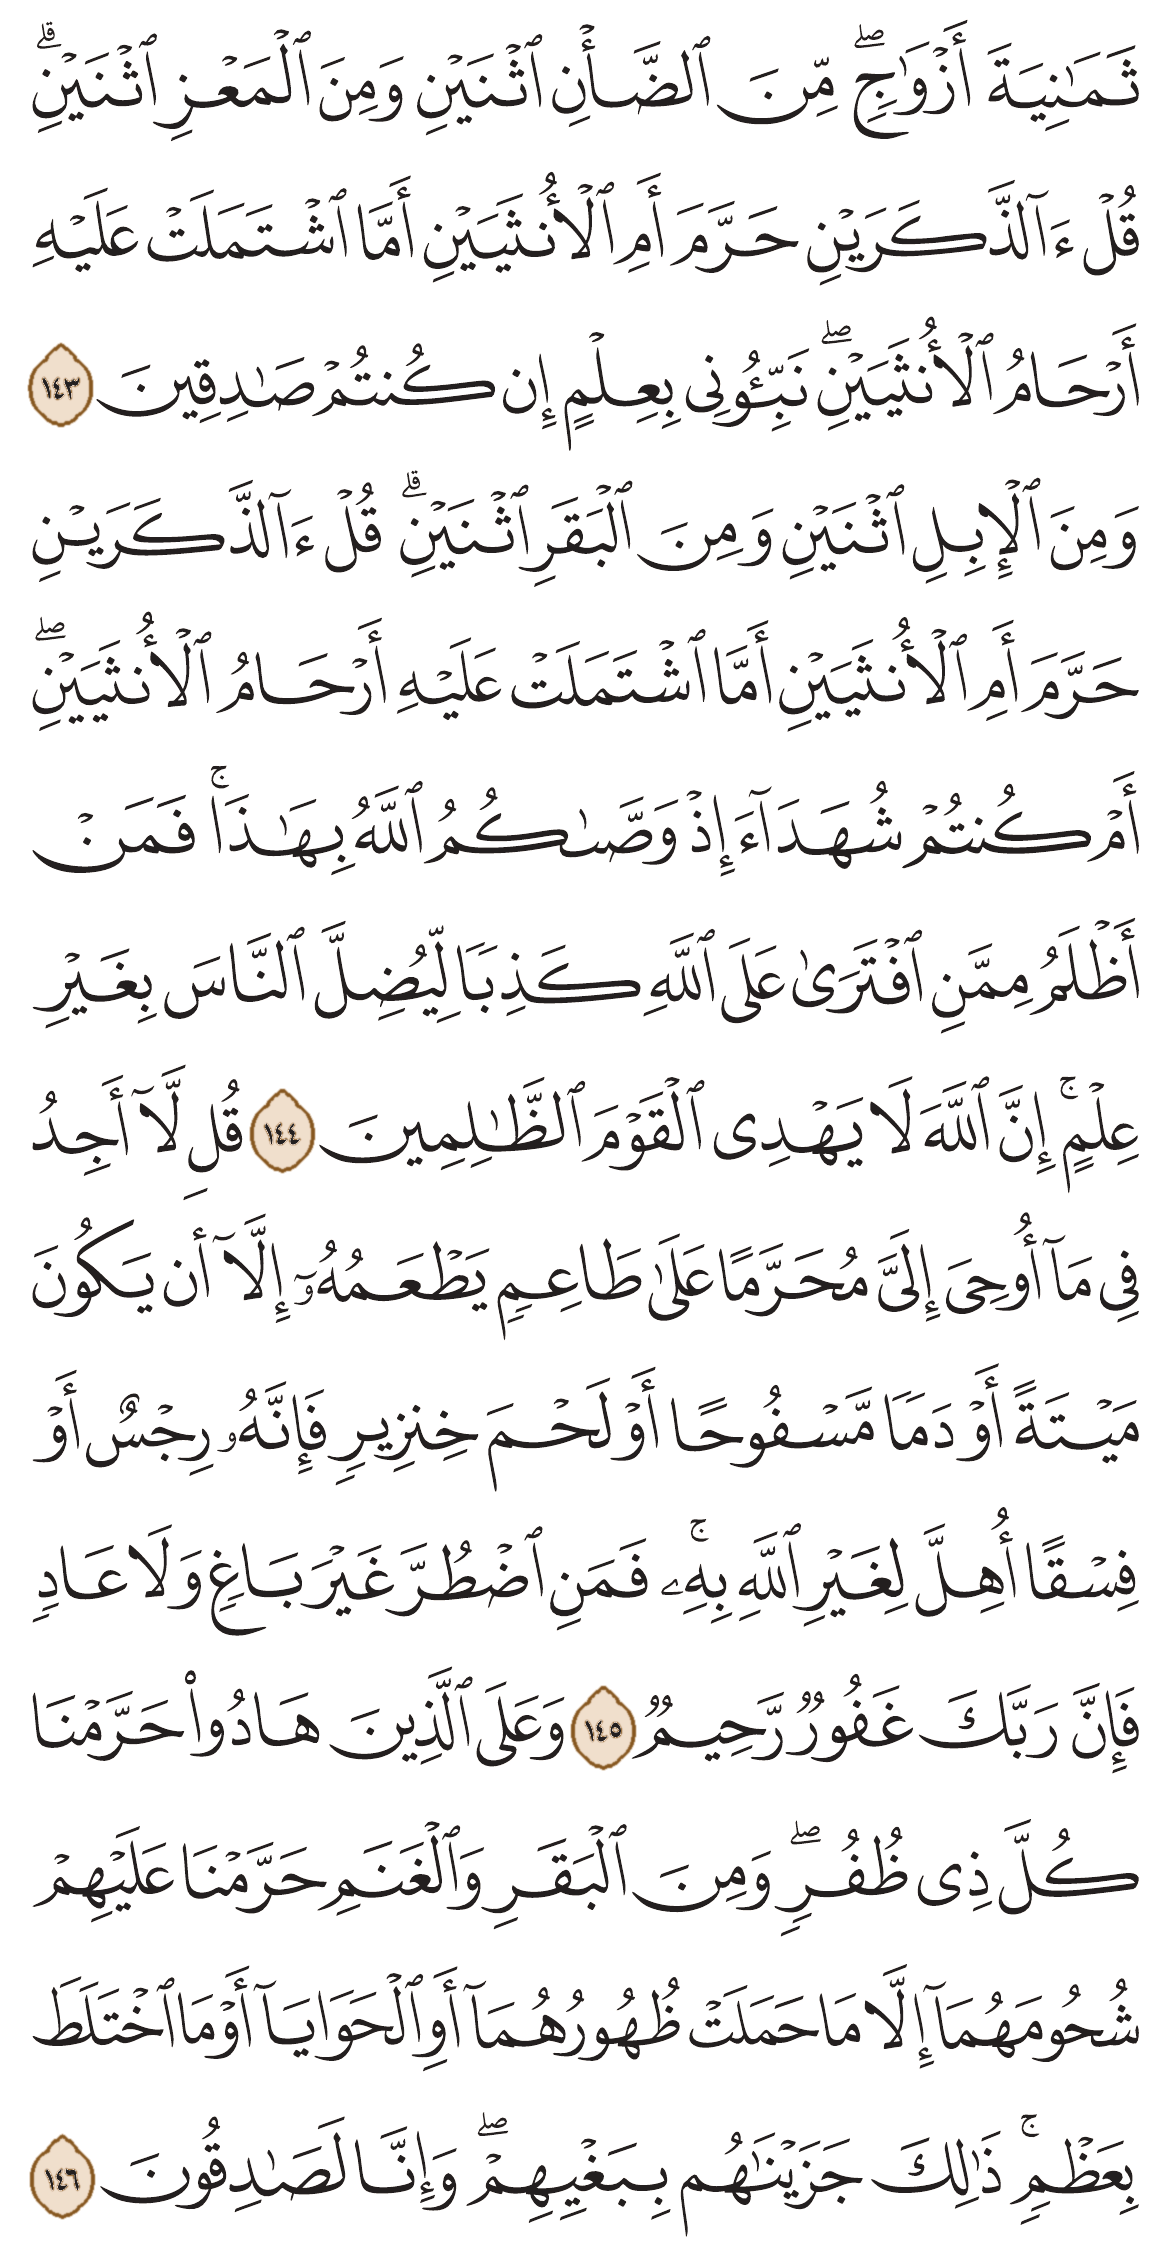 ثَمَٰنِيَةَ أَزۡوَٰجٖۖ مِّنَ ٱلضَّأۡنِ ٱثۡنَيۡنِ وَمِنَ ٱلۡمَعۡزِ ٱثۡنَيۡنِۗ
قُلۡ ءَآلذَّكَرَيۡنِ حَرَّمَ أَمِ ٱلۡأُنثَيَيۡنِ أَمَّا ٱشۡتَمَلَتۡ عَلَيۡهِ
أَرۡحَامُ ٱلۡأُنثَيَيۡنِۖ نَبِّـُٔونِي بِعِلۡمٍ إِن كُنتُمۡ صَٰدِقِينَ ١٤٣
وَمِنَ ٱلۡإِبِلِ ٱثۡنَيۡنِ وَمِنَ ٱلۡبَقَرِ ٱثۡنَيۡنِۗ قُلۡ ءَآلذَّكَرَيۡنِ
حَرَّمَ أَمِ ٱلۡأُنثَيَيۡنِ أَمَّا ٱشۡتَمَلَتۡ عَلَيۡهِ أَرۡحَامُ ٱلۡأُنثَيَيۡنِۖ
أَمۡ كُنتُمۡ شُهَدَآءَ إِذۡ وَصَّىٰكُمُ ٱللَّهُ بِهَٰذَاۚ فَمَنۡ
أَظۡلَمُ مِمَّنِ ٱفۡتَرَىٰ عَلَى ٱللَّهِ كَذِبٗا لِّيُضِلَّ ٱلنَّاسَ بِغَيۡرِ
عِلۡمٍۚ إِنَّ ٱللَّهَ لَا يَهۡدِي ٱلۡقَوۡمَ ٱلظَّٰلِمِينَ ١٤٤ قُل لَّآ أَجِدُ
فِي مَآ أُوحِيَ إِلَيَّ مُحَرَّمًا عَلَىٰ طَاعِمٖ يَطۡعَمُهُۥٓ إِلَّآ أَن يَكُونَ
مَيۡتَةً أَوۡ دَمٗا مَّسۡفُوحًا أَوۡ لَحۡمَ خِنزِيرٖ فَإِنَّهُۥ رِجۡسٌ أَوۡ
فِسۡقًا أُهِلَّ لِغَيۡرِ ٱللَّهِ بِهِۦۚ فَمَنِ ٱضۡطُرَّ غَيۡرَ بَاغٖ وَلَا عَادٖ
فَإِنَّ رَبَّكَ غَفُورٞ رَّحِيمٞ ١٤٥ وَعَلَى ٱلَّذِينَ هَادُواْ حَرَّمۡنَا
كُلَّ ذِي ظُفُرٖۖ وَمِنَ ٱلۡبَقَرِ وَٱلۡغَنَمِ حَرَّمۡنَا عَلَيۡهِمۡ
شُحُومَهُمَآ إِلَّا مَا حَمَلَتۡ ظُهُورُهُمَآ أَوِ ٱلۡحَوَايَآ أَوۡ مَا ٱخۡتَلَطَ
بِعَظۡمٖۚ ذَٰلِكَ جَزَيۡنَٰهُم بِبَغۡيِهِمۡۖ وَإِنَّا لَصَٰدِقُونَ ١٤٦